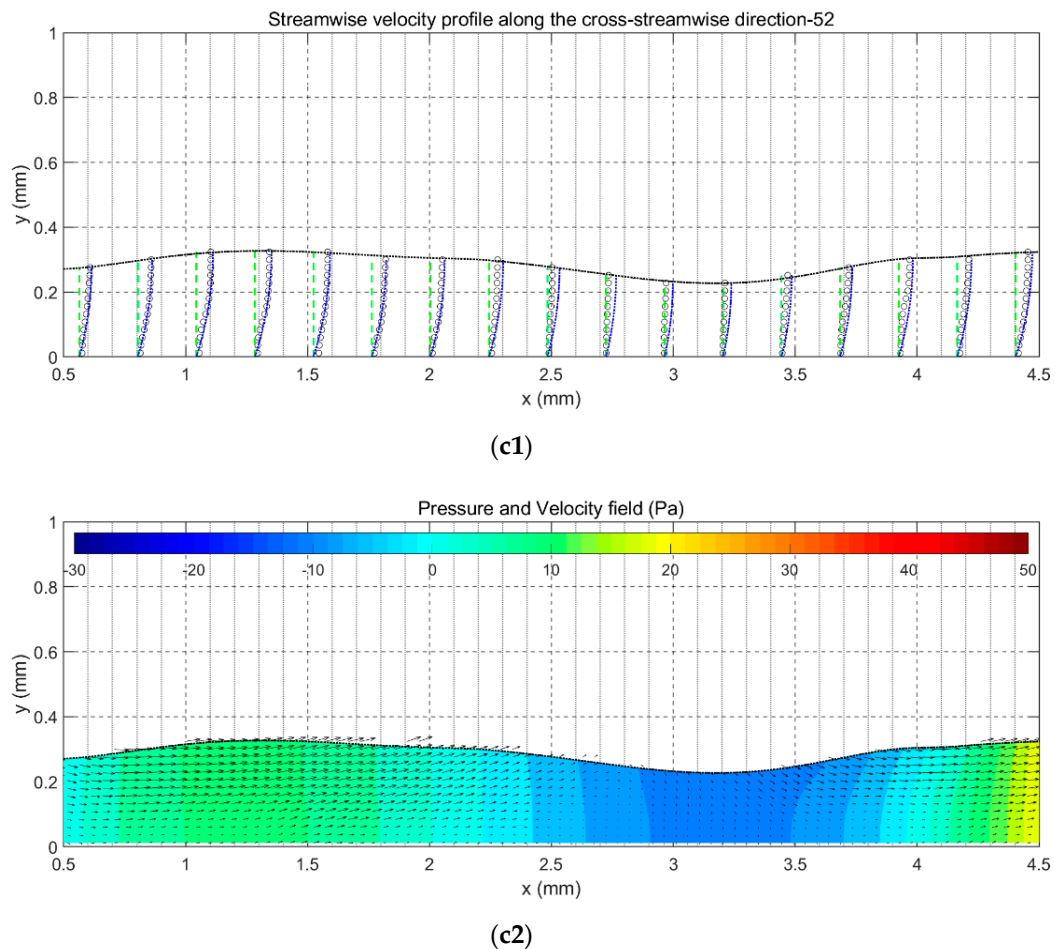 Streamwise velocity profile along the cross-streamwise direction-52
1
0.8
0.6
0.4
0.2
0
y (mm)
0.5 1 1.5 2 2.5 3 3.5 4 4.5
x (mm)
(c1)
Pressure and Velocity field (Pa)
1
-30 -20 -10 0 10 20 30 40 50
0.8
0.6
0.4
0.2
0
y (mm)
0.5 1 1.5 2 2.5 3 3.5 4 4.5
x (mm)
(c2)